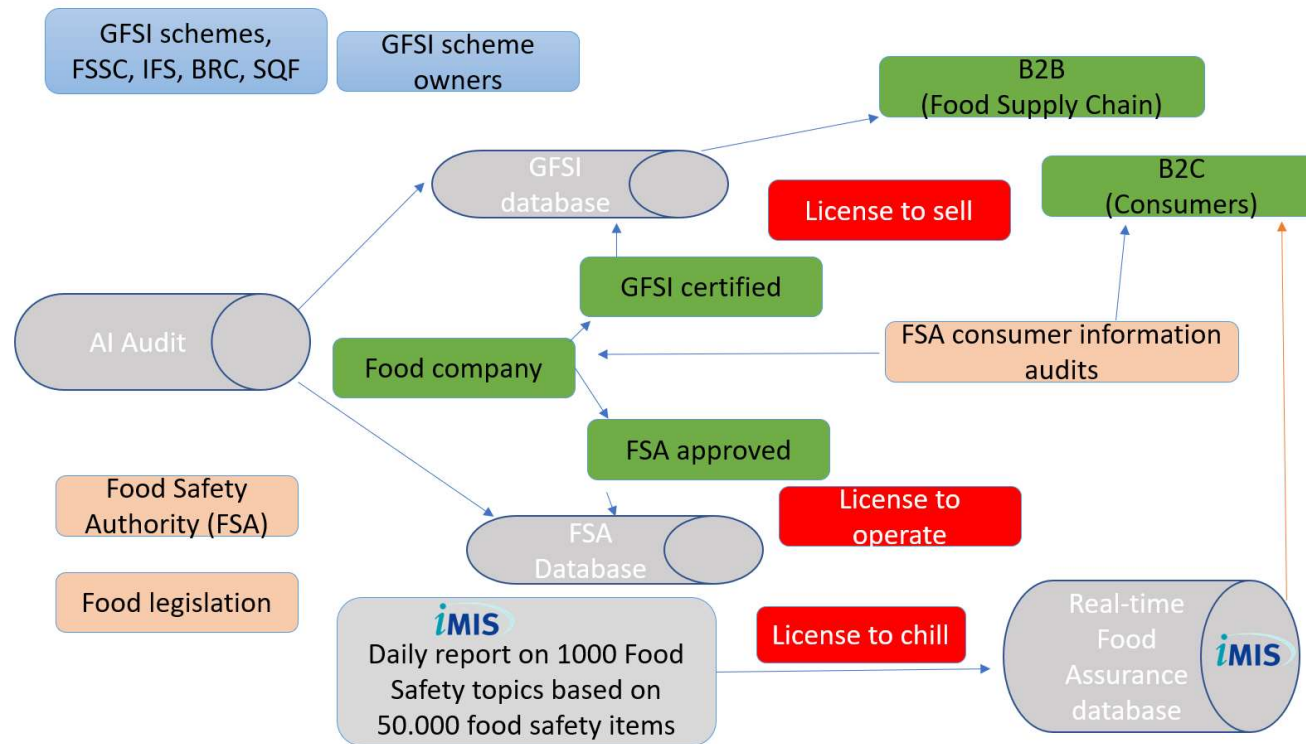 GFSI schemes,
FSSC, IFS, BRC, SQF
GFSI scheme
owners
B2B
(Food Supply Chain)
GFSI
database
B2C
(Consumers)
License to sell
GFSI certified
AI Audit
FSA consumer information
audits
Food company
FSA approved
Food Safety
Authority (FSA)
License to
operate
FSA
Database
Food legislation
iMIS
Daily report on 1000 Food
Safety topics based on
50.000 food safety items
License to chill
Real-time
Food
Assurance
database
iMIS